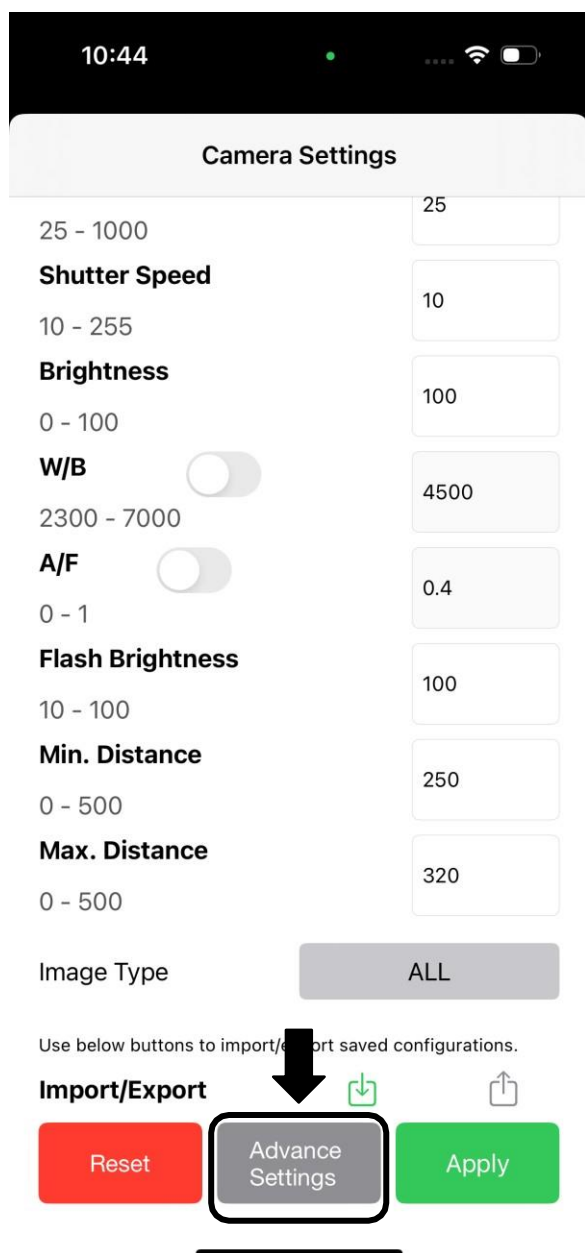 10:44
Camera Settings
25
25 - 1000
Shutter Speed
10
10 - 255
Brightness
100
0 - 100
W/B
4500
2300 - 7000
A/F
0.4
0 - 1
Flash Brightness
100
10 - 100
Min. Distance
250
0 - 500
Max. Distance
320
0 - 500
Image Type ALL
Use below buttons to import/ saved configurations.
Import/Export
Reset Advance Settings Apply